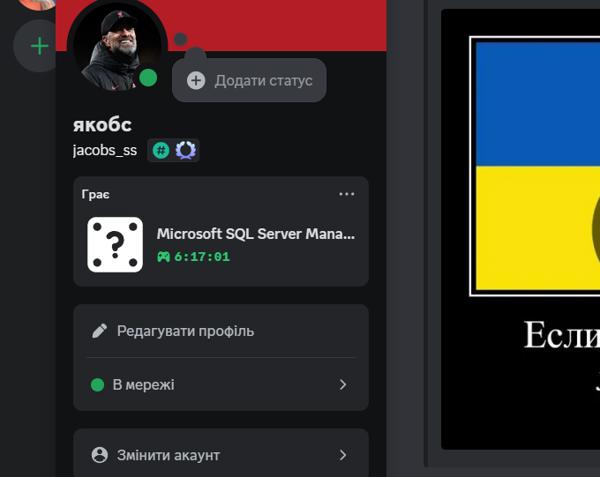 Додати статус
якобс
jacobs_ss
Грає
Microsoft SQL Server Mana...
6:17:01
Редагувати профіль
В мережі
Змінити акаунт
Если